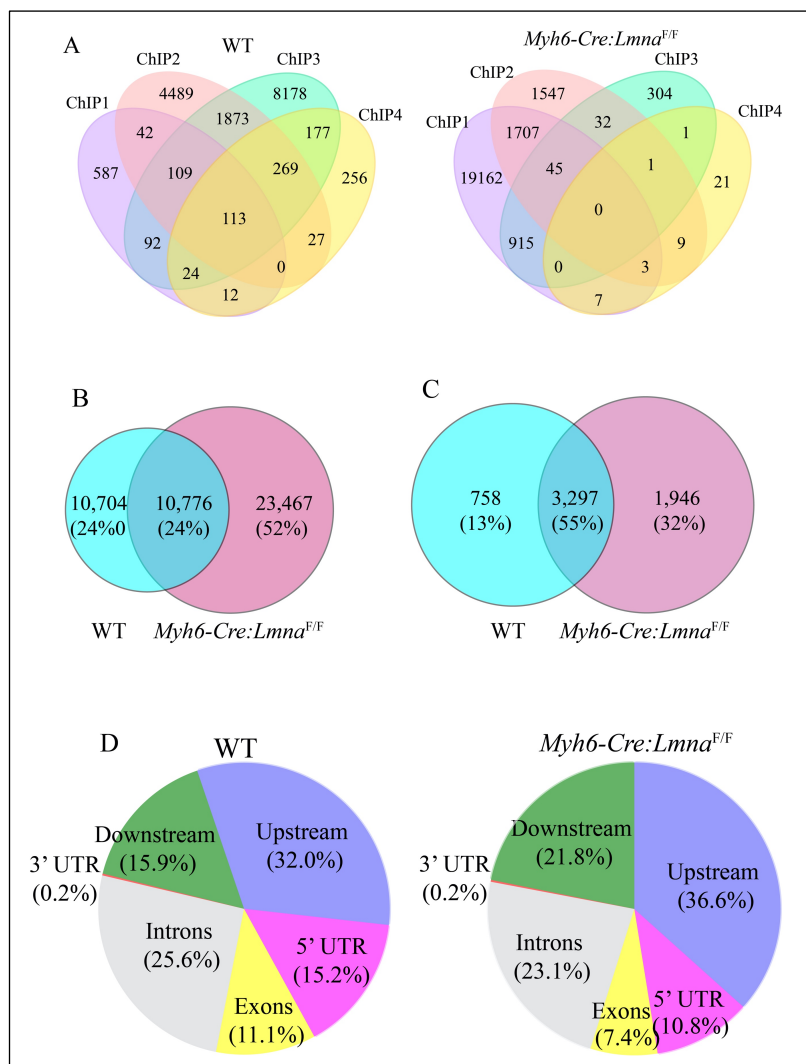 A
WT
ChIP1
ChIP2
ChIP3
ChIP4
4489
8178
42
1873
177
587
109
269
256
113
92
27
24
0
12
Myh6-Cre:Lmna^F/F
ChIP1
ChIP2
ChIP3
ChIP4
1547
304
1707
32
1
19162
45
1
21
0
915
9
0
3
7
B
10,704
(24%0
10,776
(24%)
23,467
(52%)
WT
Myh6-Cre:Lmna^F/F
C
758
(13%)
3,297
(55%)
1,946
(32%)
WT
Myh6-Cre:Lmna^F/F
D
WT
Downstream
(15.9%)
Upstream
(32.0%)
3’ UTR
(0.2%)
Introns
(25.6%)
5’ UTR
(15.2%)
Exons
(11.1%)
Myh6-Cre:Lmna^F/F
Downstream
(21.8%)
Upstream
(36.6%)
3’ UTR
(0.2%)
Introns
(23.1%)
5’ UTR
(10.8%)
Exons
(7.4%)